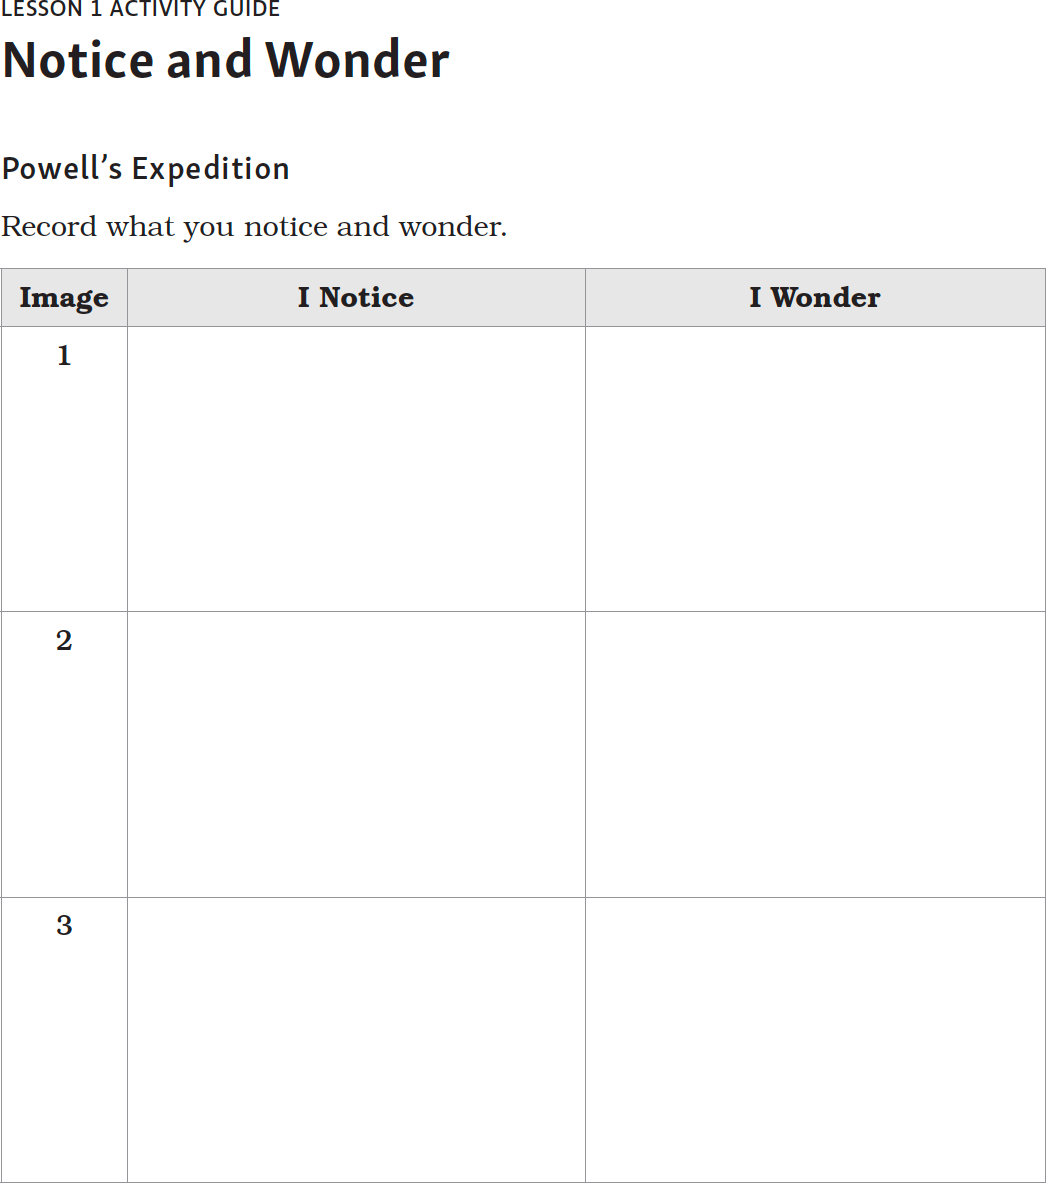 LESSON 1 ACTIVITY GUIDE
Notice and Wonder
Powell’s Expedition
Record what you notice and wonder.
Image I Notice I Wonder
1
2
3